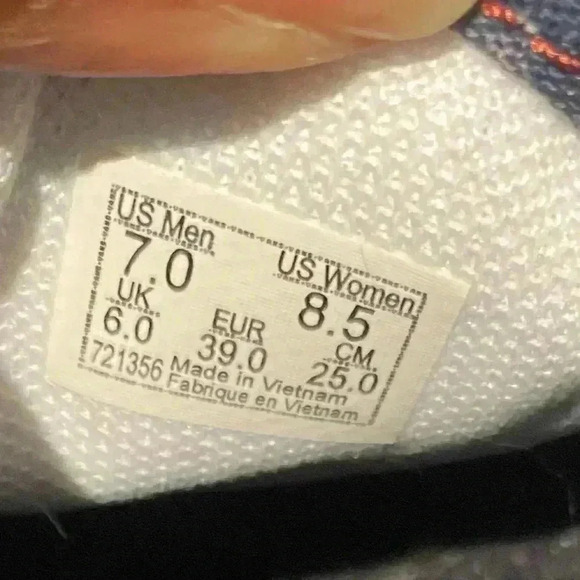 US Men US Women
7.0 8.5
UK EUR CM
6.0 39.0 25.0
721356 Made in Vietnam
Fabrique en Vietnam